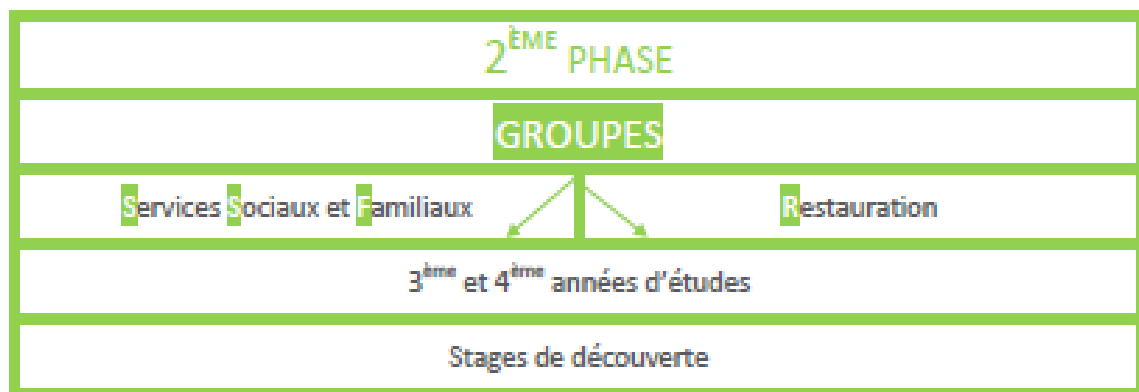 2ÈME PHASE
GROUPES
Services Sociaux et Familiaux
Restauration
3ème et 4ème années d'études
Stages de découverte